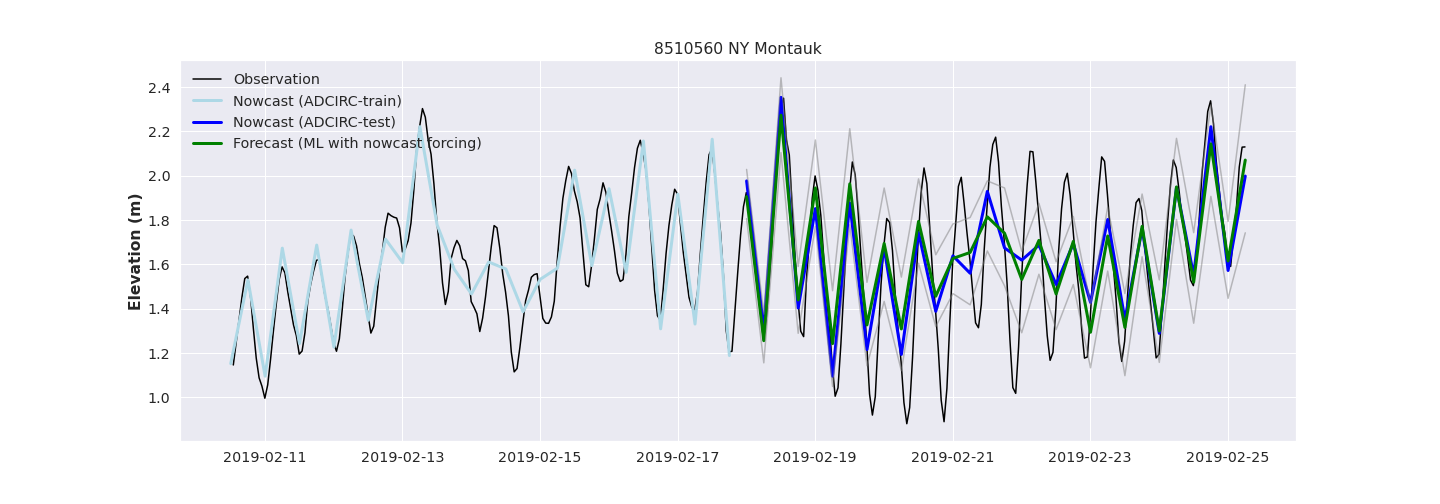 8510560 NY Montauk
Observation
Nowcast (ADCIRC-train)
Nowcast (ADCIRC-test)
Forecast (ML with nowcast forcing)
Elevation (m)
2.4
2.2
2.0
1.8
1.6
1.4
1.2
1.0
2019-02-11 2019-02-13 2019-02-15 2019-02-17 2019-02-19 2019-02-21 2019-02-23 2019-02-25